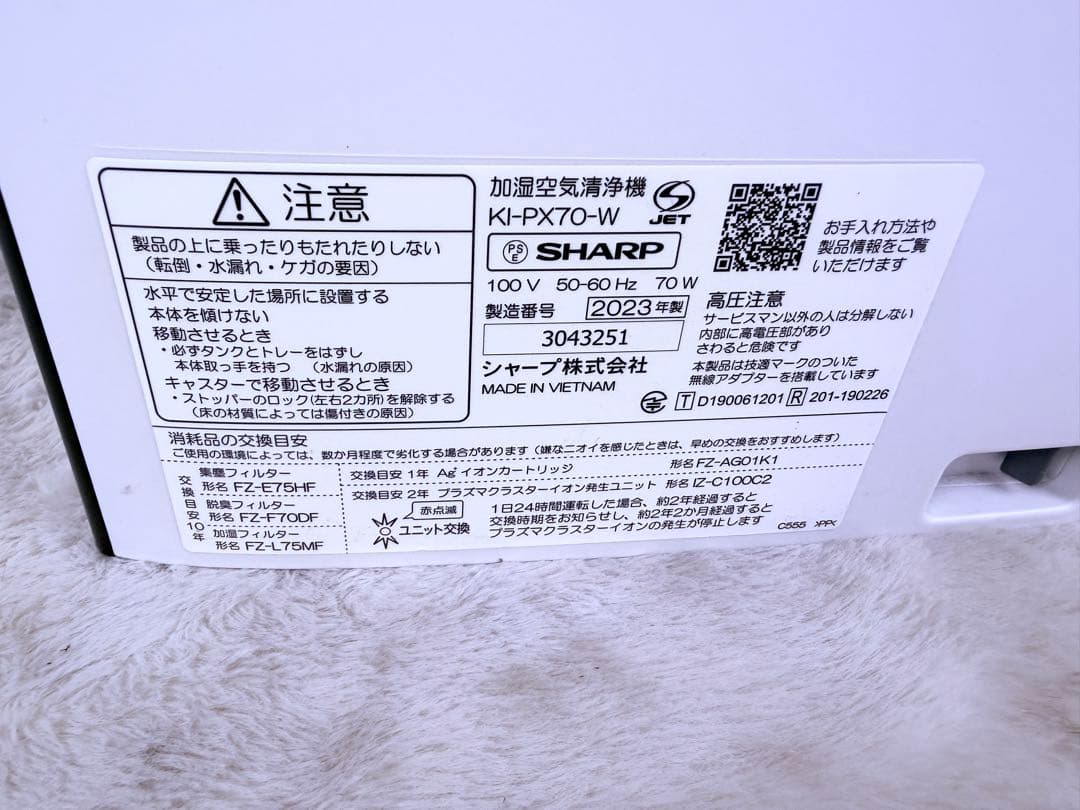 注意
製品の上に乗ったりもたれたりしない
(転倒・水漏れ・ケガの要因)
水平で安定した場所に設置する
本体を傾けない
移動させるとき
・必ずタンクとトレーをはずし
本体取っ手を持つ (水漏れの原因)
キャスターで移動させるとき
・ストッパーのロック(左右2カ所)を解除する
(床の材質によっては傷付きの原因)
加湿空気清浄機
KI-PX70-W
JET
PS
E
SHARP
100 V 50-60 Hz 70 W
製造番号 2023年製
3043251
シャープ株式会社
MADE IN VIETNAM
お手入れ方法や
製品情報をご覧
いただけます
高圧注意
サービスマン以外の人は分解しない
内部に高電圧部があり
さわると危険です
本製品は技適マークのついた
無線アダプターを搭載しています
T D190061201 R 201-190226
消耗品の交換目安
ご使用の環境によっては、数か月程度で劣化する場合があります(嫌なニオイを感じたときは、早めの交換をおすすめします)
交換目安10年
集塵フィルター
形名 FZ-E75HF
脱臭フィルター
形名 FZ-F70DF
加湿フィルター
形名 FZ-L75MF
交換目安 1年 Ag⁺イオンカートリッジ 形名 FZ-AG01K1
交換目安 2年 プラズマクラスターイオン発生ユニット 形名 IZ-C100C2
赤点滅
ユニット交換
1日24時間運転した場合、約2年経過すると
交換時期をお知らせし、約2年2か月経過すると
プラズマクラスターイオンの発生が停止します
C555 >PP<